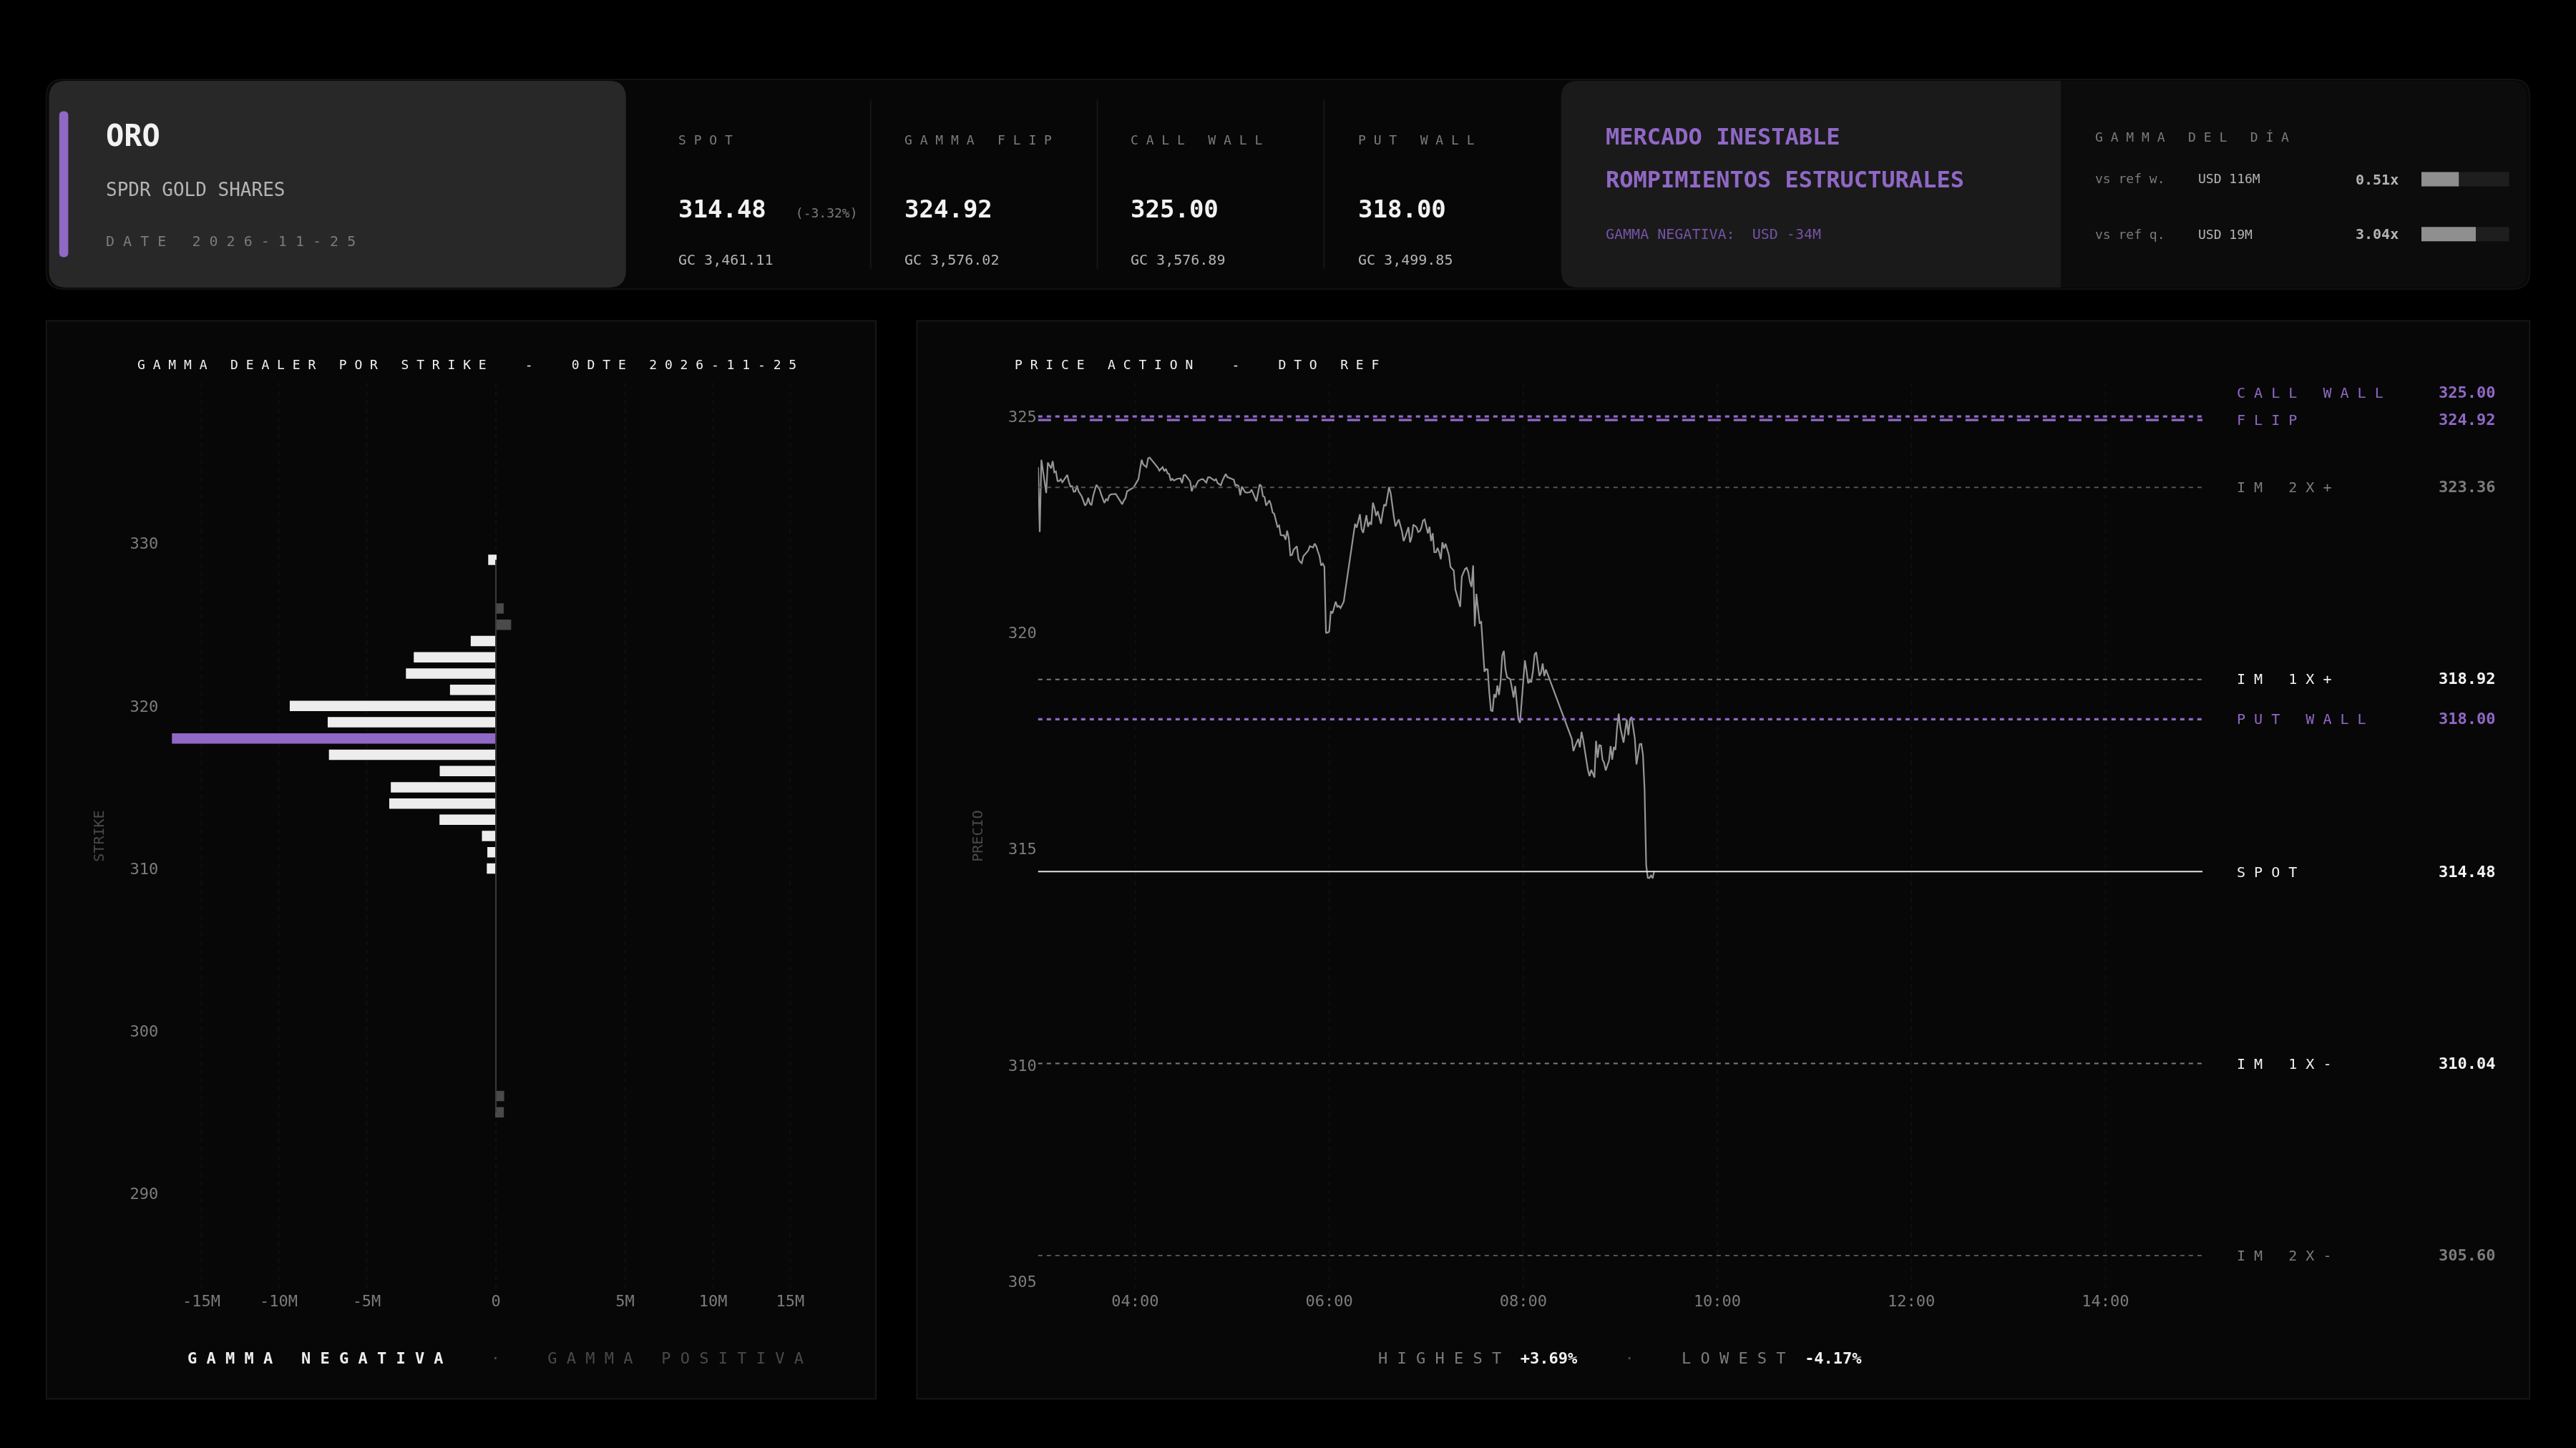 ORO
SPDR GOLD SHARES
DATE 2026-11-25
SPOT
314.48 (-3.32%)
GC 3,461.11
GAMMA FLIP
324.92
GC 3,576.02
CALL WALL
325.00
GC 3,576.89
PUT WALL
318.00
GC 3,499.85
MERCADO INESTABLE
ROMPIMIENTOS ESTRUCTURALES
GAMMA NEGATIVA: USD -34M
GAMMA DEL DÍA
vs ref w. USD 116M 0.51x
vs ref q. USD 19M 3.04x
GAMMA DEALER POR STRIKE - 0DTE 2026-11-25
STRIKE
330
320
310
300
290
-15M -10M -5M 0 5M 10M 15M
GAMMA NEGATIVA · GAMMA POSITIVA
PRICE ACTION - DTO REF
PRECIO
325
320
315
310
305
04:00 06:00 08:00 10:00 12:00 14:00
CALL WALL 325.00
FLIP 324.92
IM 2X+ 323.36
IM 1X+ 318.92
PUT WALL 318.00
SPOT 314.48
IM 1X- 310.04
IM 2X- 305.60
HIGHEST +3.69% · LOWEST -4.17%